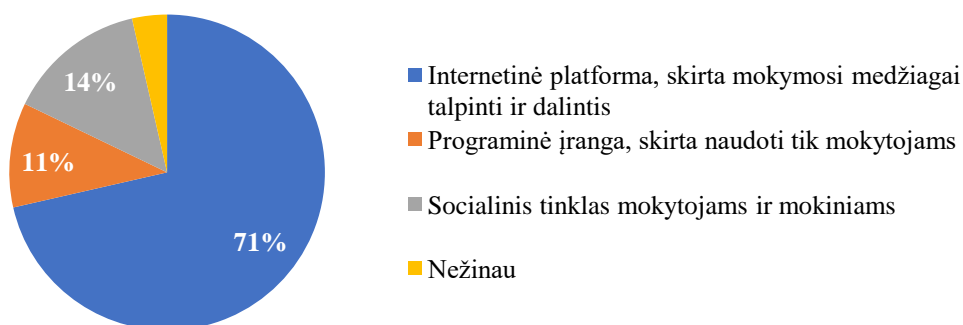 14%
11%
71%
Internetinė platforma, skirta mokymosi medžiagai
talpinti ir dalintis
Programinė įranga, skirta naudoti tik mokytojams
Socialinis tinklas mokytojams ir mokiniams
Nežinau